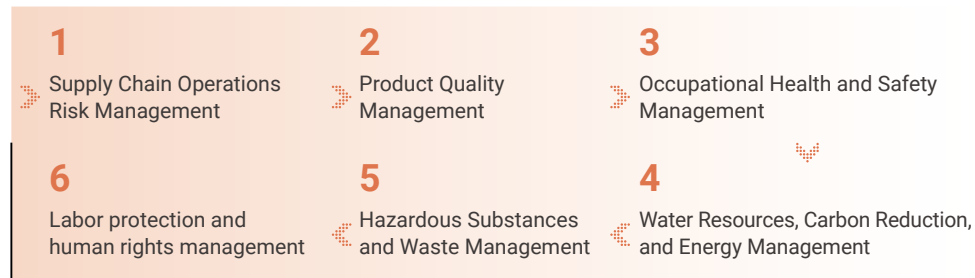 1
Supply Chain Operations
Risk Management
2
Product Quality
Management
3
Occupational Health and Safety
Management
4
Water Resources, Carbon Reduction,
and Energy Management
5
Hazardous Substances
and Waste Management
6
Labor protection and
human rights management